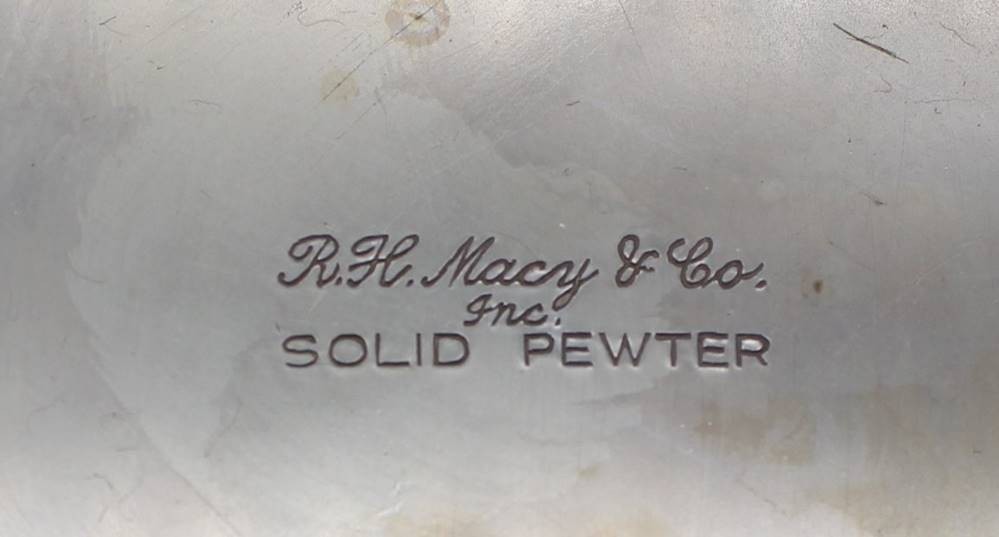 R.H. Macy & Co.
Inc.
SOLID PEWTER